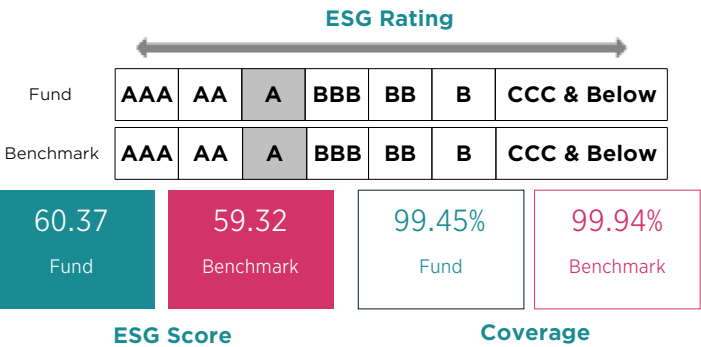 ESG Rating
Fund AAA AA A BBB BB B CCC & Below
Benchmark AAA AA A BBB BB B CCC & Below
60.37 59.32 99.45% 99.94%
Fund Benchmark Fund Benchmark
ESG Score Coverage